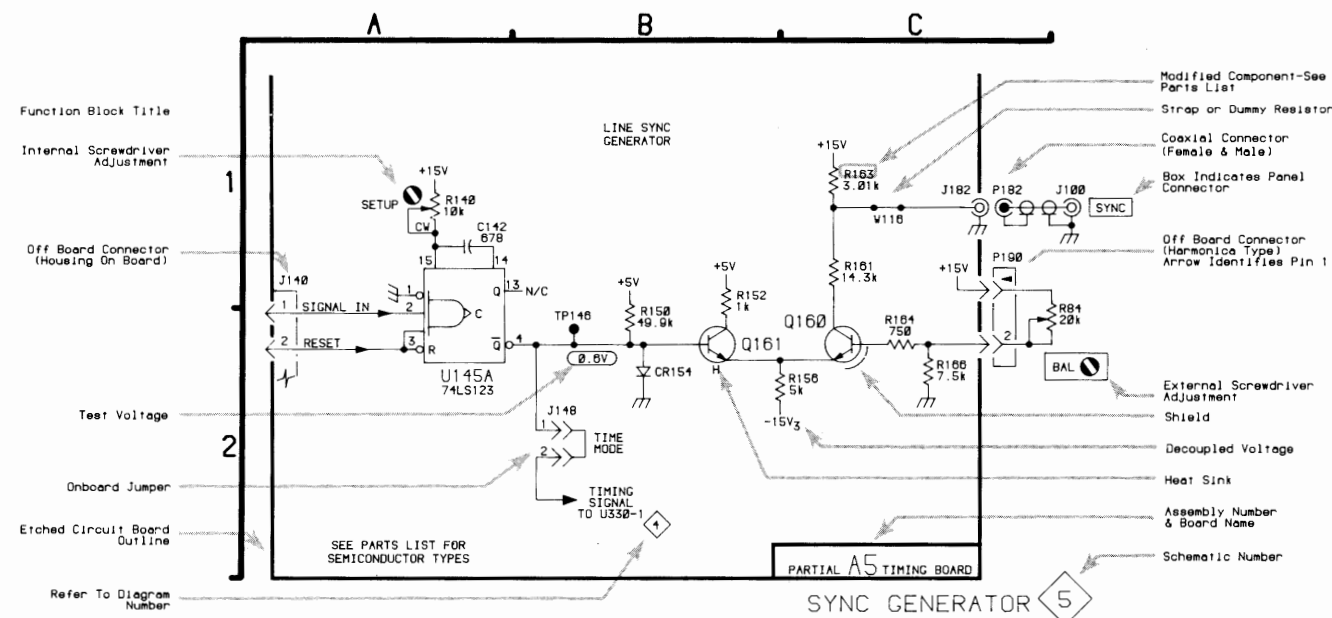 A
B
C
1
2
Function Block Title
Internal Screwdriver
Adjustment
Off Board Connector
(Housing On Board)
Test Voltage
Onboard Jumper
Etched Circuit Board
Outline
Refer To Diagram
Number
LINE SYNC
GENERATOR
+15V
SETUP
R140
10k
CW
C142
678
15
14
J140
1
SIGNAL IN
2
RESET
1
2
3
R
C
Q
13
N/C
Q
4
U145A
74LS123
TP146
0.6V
+5V
R150
49.9k
CR154
J148
1
2
TIME
MODE
TIMING
SIGNAL
TO U330-1
4
+5V
R152
1k
Q161
H
R156
5k
-15V3
+15V
R163
3.01k
W116
R161
14.3k
Q160
R164
750
R166
7.5k
J182
P182
J100
SYNC
P190
+15V
2
R84
20k
BAL
SEE PARTS LIST FOR
SEMICONDUCTOR TYPES
PARTIAL A5 TIMING BOARD
SYNC GENERATOR 5
Modified Component-See
Parts List
Strap or Dummy Resistor
Coaxial Connector
(Female & Male)
Box Indicates Panel
Connector
Off Board Connector
(Harmonica Type)
Arrow Identifies Pin 1
External Screwdriver
Adjustment
Shield
Decoupled Voltage
Heat Sink
Assembly Number
& Board Name
Schematic Number